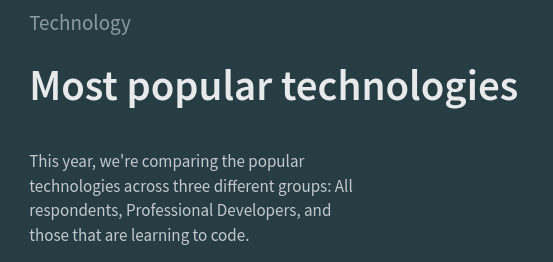 Technology
Most popular technologies
This year, we're comparing the popular
technologies across three different groups: All
respondents, Professional Developers, and
those that are learning to code.